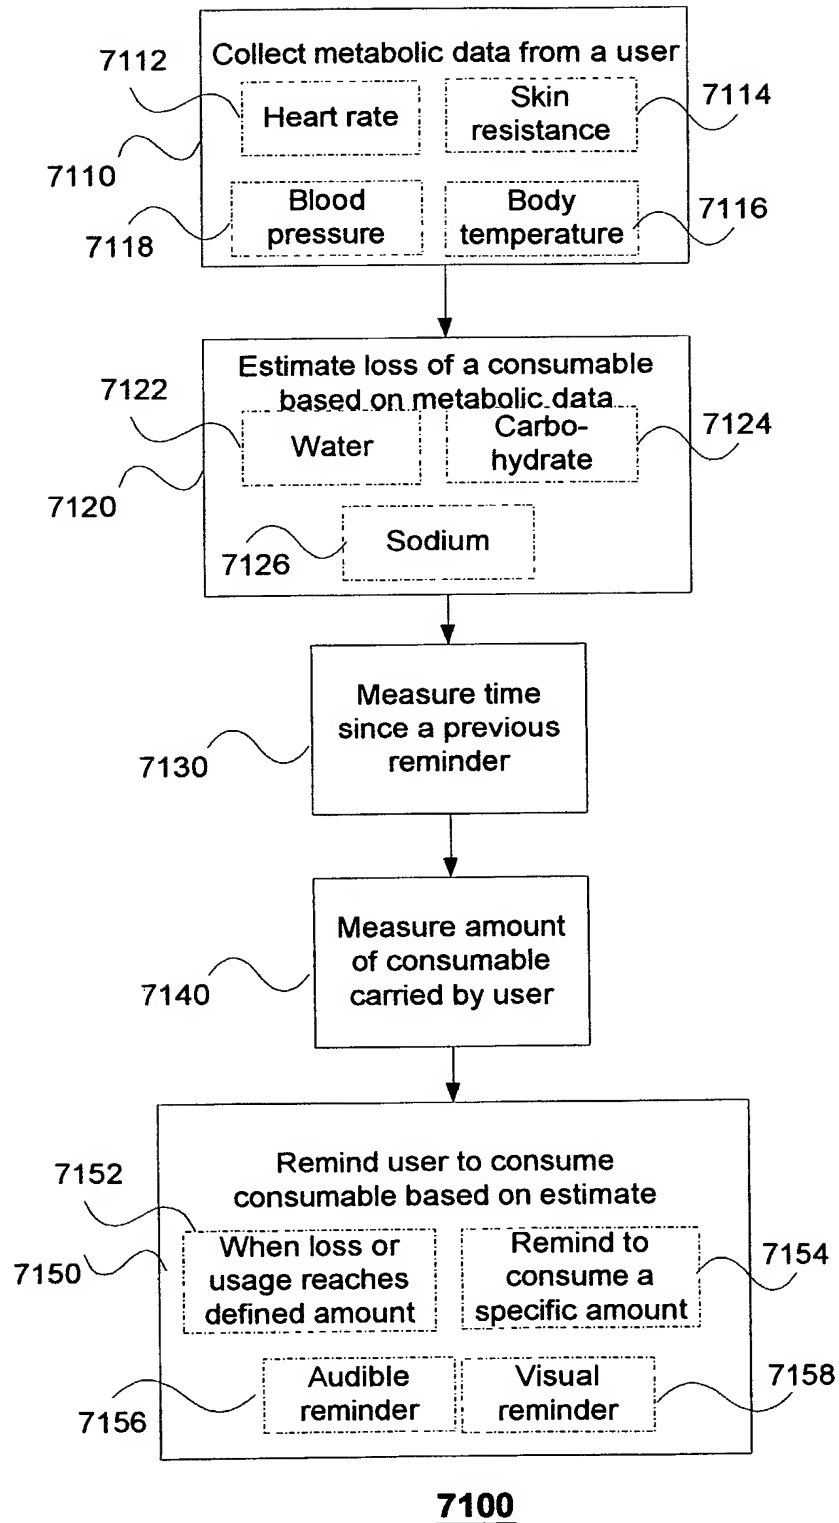 Collect metabolic data from a user
7112
Heart rate
Skin
resistance
7114
7110
Blood
pressure
Body
temperature
7116
7118
Estimate loss of a consumable
based on metabolic data
7122
Water
Carbo-
hydrate
7124
7120
Sodium
7126
Measure time
since a previous
reminder
7130
Measure amount
of consumable
carried by user
7140
Remind user to consume
consumable based on estimate
7152
7150
When loss or
usage reaches
defined amount
Remind to
consume a
specific amount
7154
Audible
reminder
Visual
reminder
7158
7156
7100